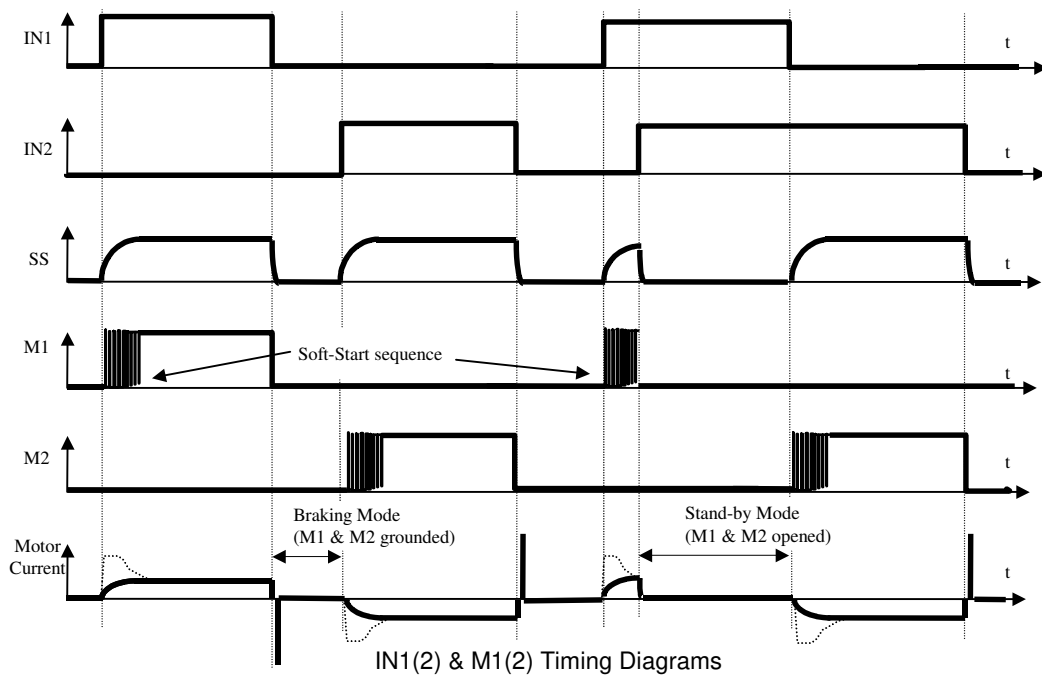 IN1
t
IN2
t
SS
t
M1
Soft-Start sequence
t
M2
t
Braking Mode
(M1 & M2 grounded)
Stand-by Mode
(M1 & M2 opened)
Motor
Current
t
IN1(2) & M1(2) Timing Diagrams